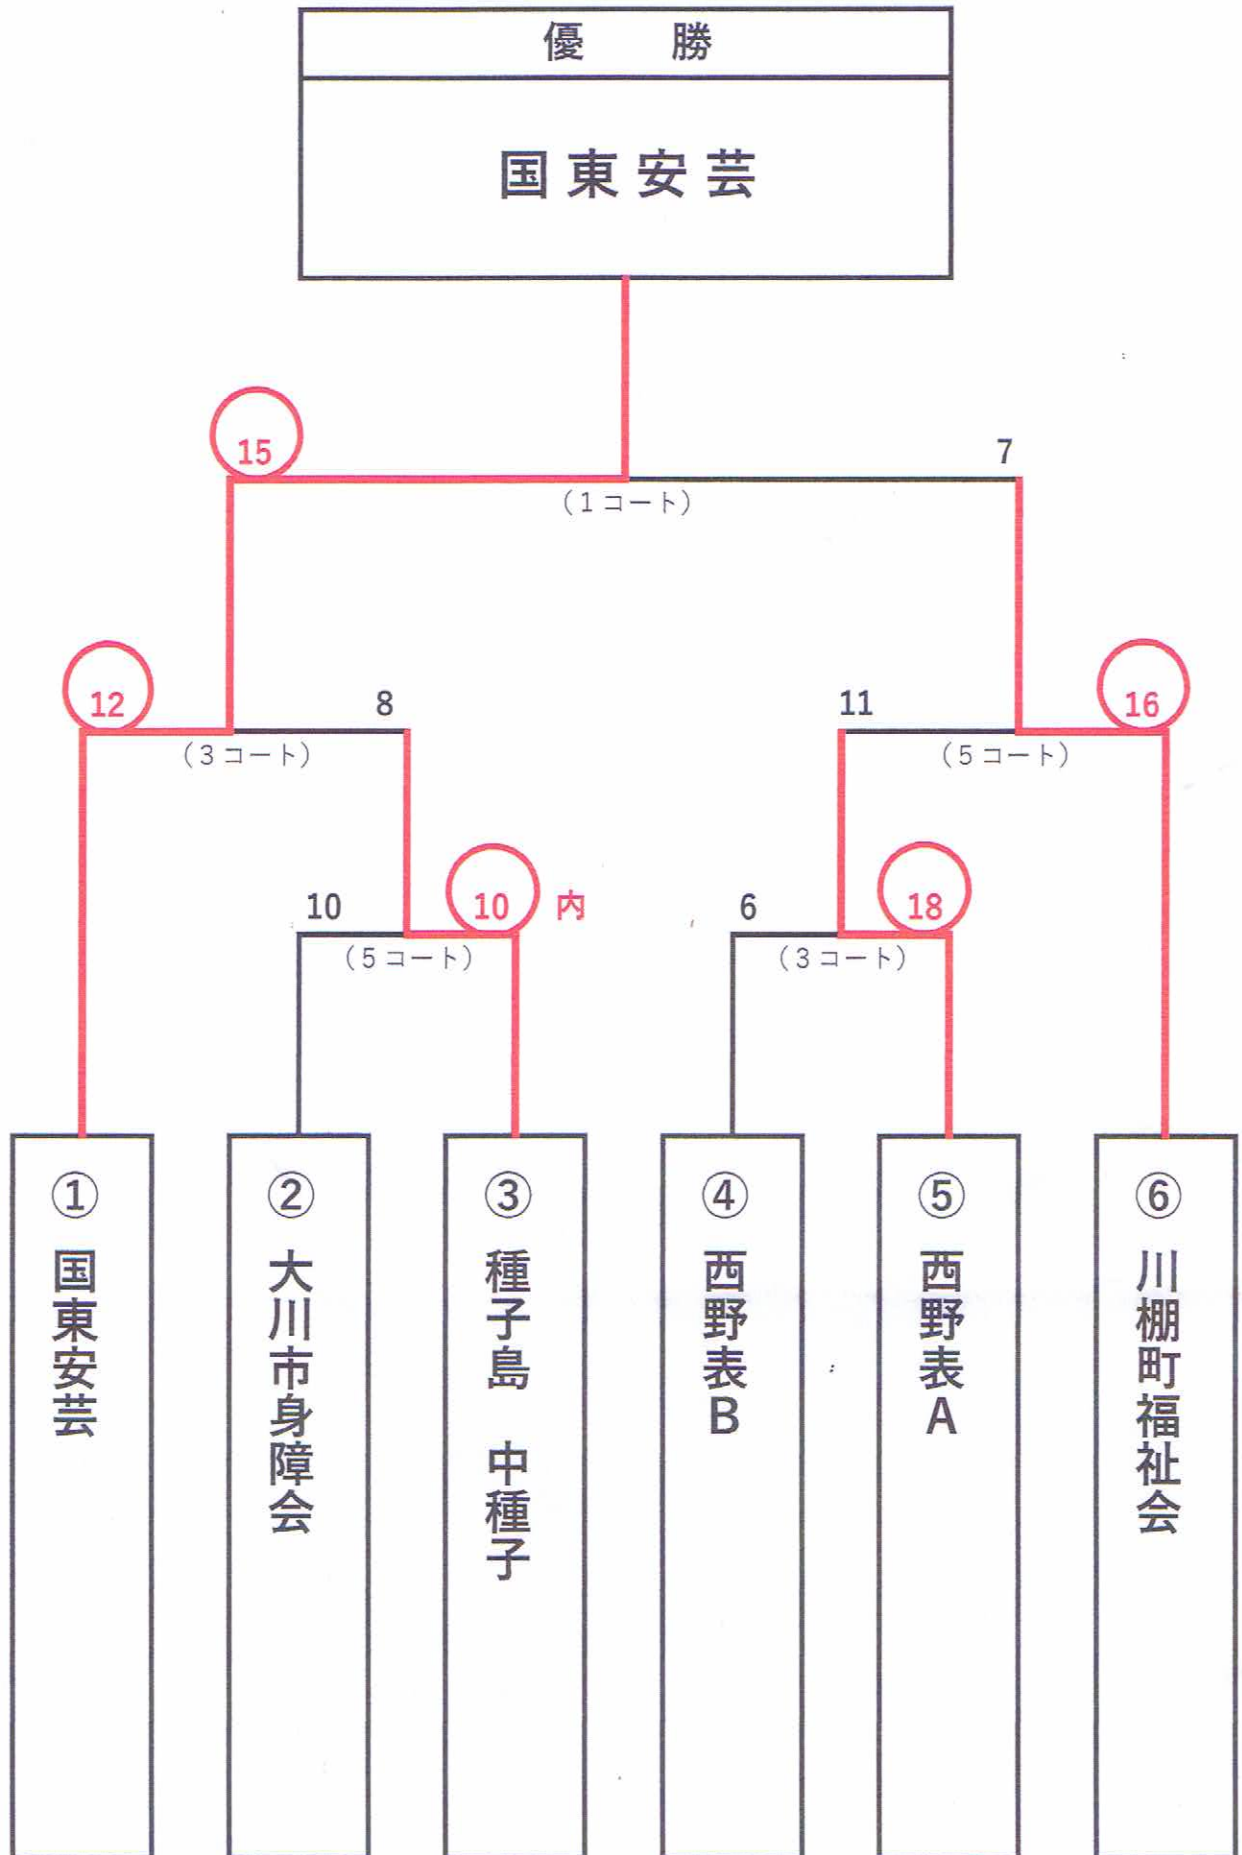 優　勝
国東安芸
15
7
（1コート）
12
8
11
16
（3コート）
（5コート）
10
10 内
6
18
（5コート）
（3コート）
① 国東安芸
② 大川市身障会
③ 種子島　中種子
④ 西野表B
⑤ 西野表A
⑥ 川棚町福祉会